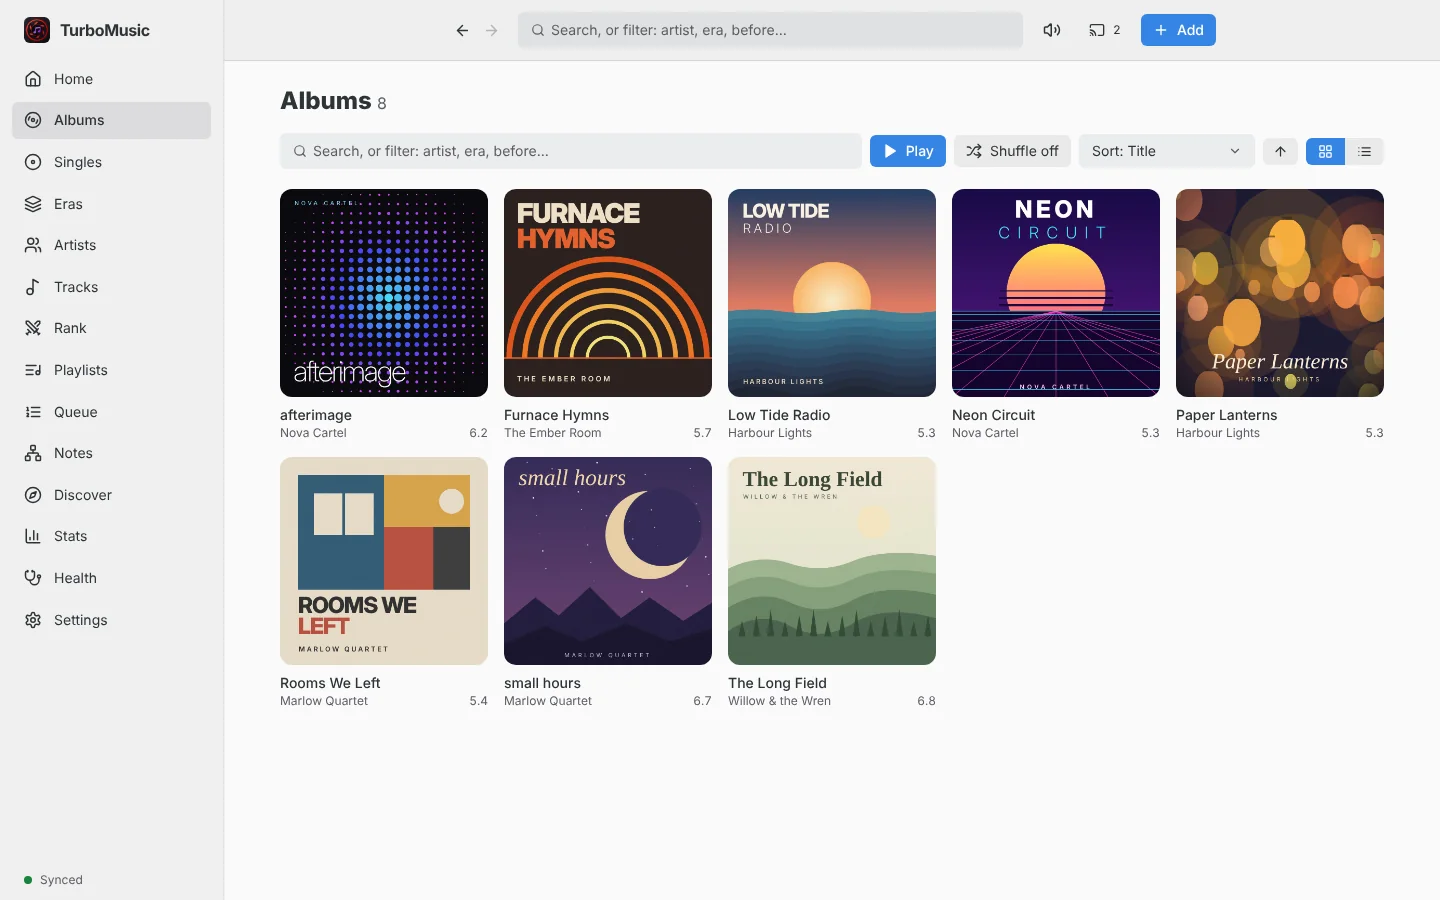 TurboMusic
Search, or filter: artist, era, before...
2
Add
Home
Albums
Singles
Eras
Artists
Tracks
Rank
Playlists
Queue
Notes
Discover
Stats
Health
Settings
Synced
Albums 8
Search, or filter: artist, era, before...
Play
Shuffle off
Sort: Title
NOVA CARTEL
afterimage
afterimage
Nova Cartel 6.2
FURNACE
HYMNS
THE EMBER ROOM
Furnace Hymns
The Ember Room 5.7
LOW TIDE
RADIO
HARBOUR LIGHTS
Low Tide Radio
Harbour Lights 5.3
NEON
CIRCUIT
NOVA CARTEL
Neon Circuit
Nova Cartel 5.3
Paper Lanterns
HARBOUR LIGHTS
Paper Lanterns
Harbour Lights 5.3
ROOMS WE
LEFT
MARLOW QUARTET
Rooms We Left
Marlow Quartet 5.4
small hours
MARLOW QUARTET
small hours
Marlow Quartet 6.7
The Long Field
WILLOW & THE WREN
The Long Field
Willow & the Wren 6.8